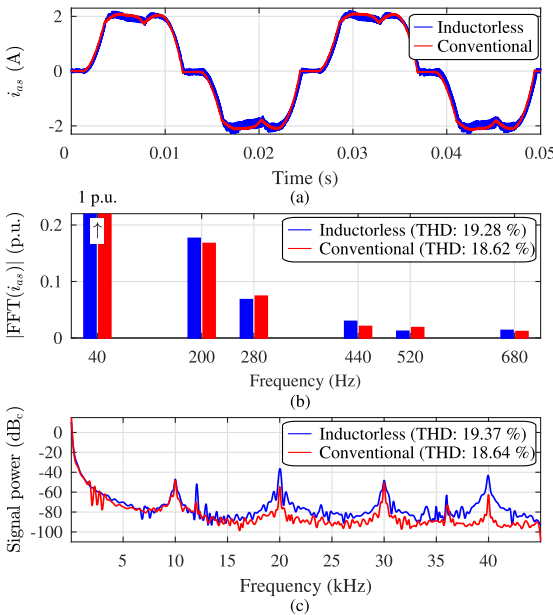 2
0
-2
i_as (A)
Inductorless
Conventional
0
0.01
0.02
0.03
0.04
0.05
Time (s)
(a)
1 p.u.
↑
0.2
0.1
0
|FFT(i_as)| (p.u.)
Inductorless (THD: 19.28 %)
Conventional (THD: 18.62 %)
40
200
280
440
520
680
Frequency (Hz)
(b)
0
-20
-40
-60
-80
-100
Signal power (dB_c)
Inductorless (THD: 19.37 %)
Conventional (THD: 18.64 %)
5
10
15
20
25
30
35
40
Frequency (kHz)
(c)